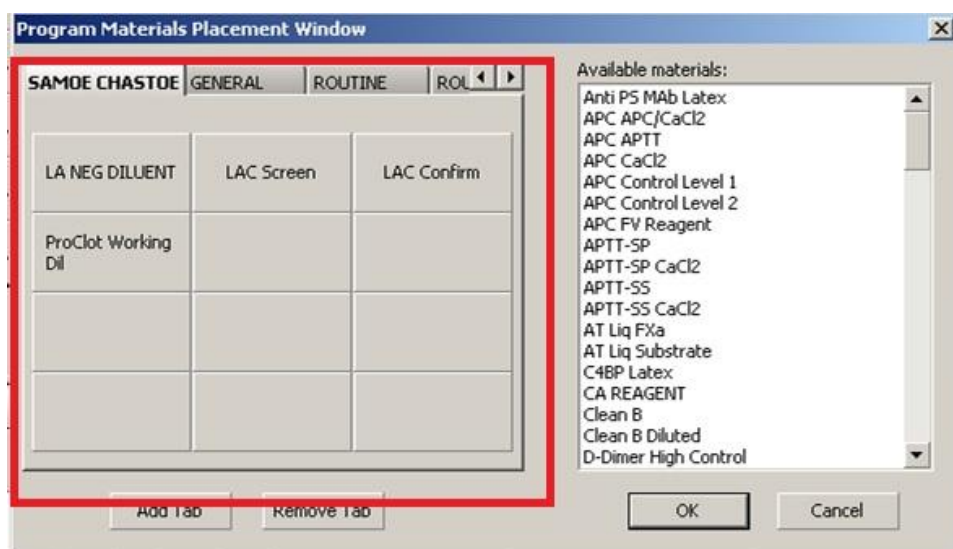 Program Materials Placement Window
SAMOE CHASTOE GENERAL ROUTINE ROU
LA NEG DILUENT LAC Screen LAC Confirm
ProClot Working
Dil
Available materials:
Anti PS MAb Latex
APC APC/CaCl2
APC APTT
APC CaCl2
APC Control Level 1
APC Control Level 2
APC FV Reagent
APTT-SP
APTT-SP CaCl2
APTT-SS
APTT-SS CaCl2
AT Liq FXa
AT Liq Substrate
C4BP Latex
CA REAGENT
Clean B
Clean B Diluted
D-Dimer High Control
Add Tab Remove Tab OK Cancel